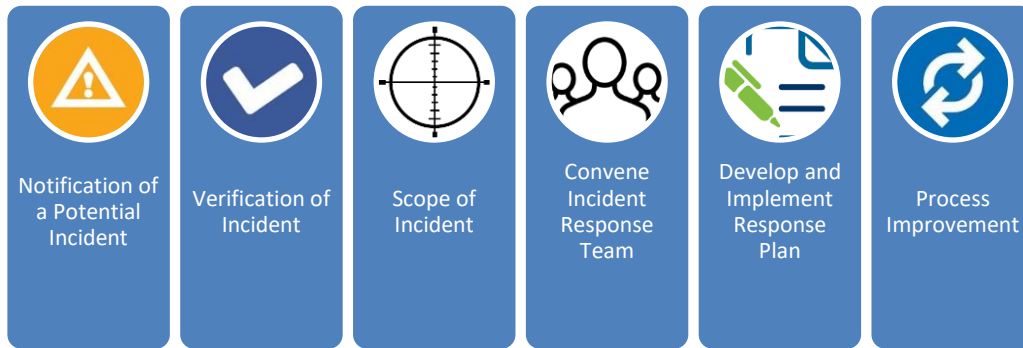 Notification of
a Potential
Incident
Verification of
Incident
Scope of
Incident
Convene
Incident
Response
Team
Develop and
Implement
Response
Plan
Process
Improvement